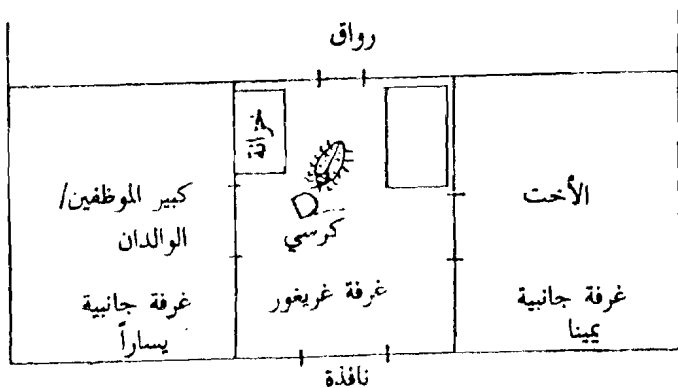 رواق
خزانة
كبير الموظفين/
الوالدان
الأخت
كرسي
غرفة جانبية
يساراً
غرفة غريغور
غرفة جانبية
يمينا
نافذة